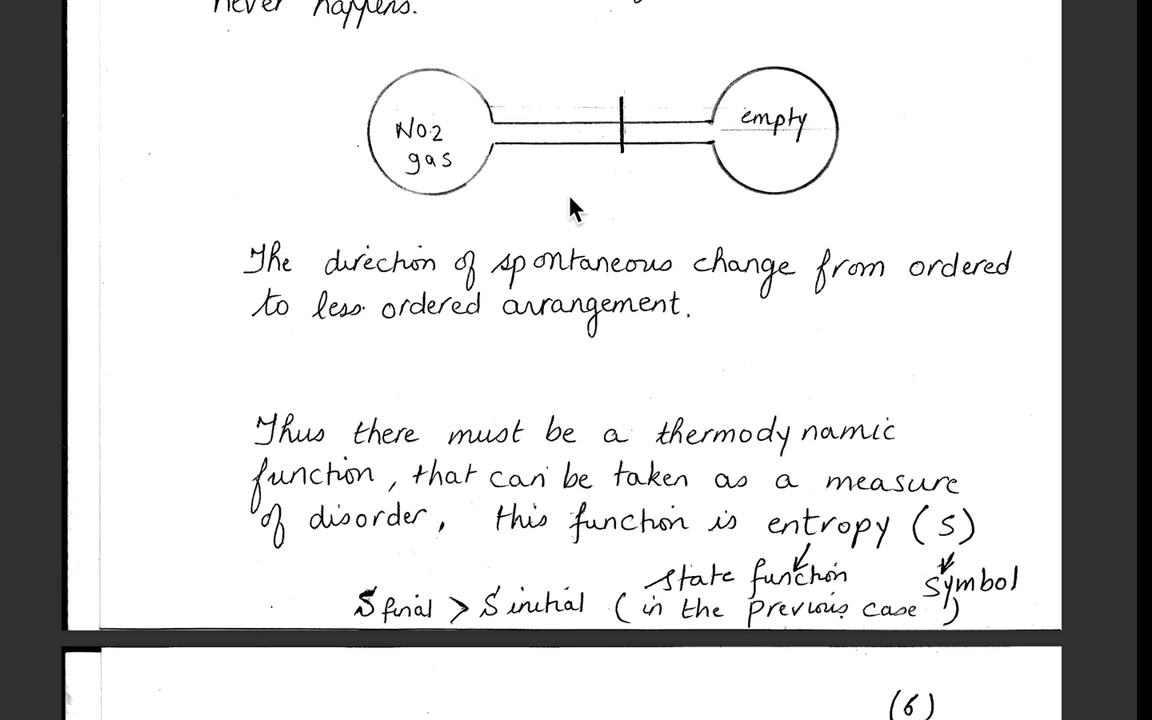 never happens.
NO2
gas
empty
The direction of spontaneous change from ordered
to less ordered arrangement.
Thus there must be a thermodynamic
function, that can be taken as a measure
of disorder, this function is entropy (S)
state function
symbol
S final > S initial (in the previous case)
(6)